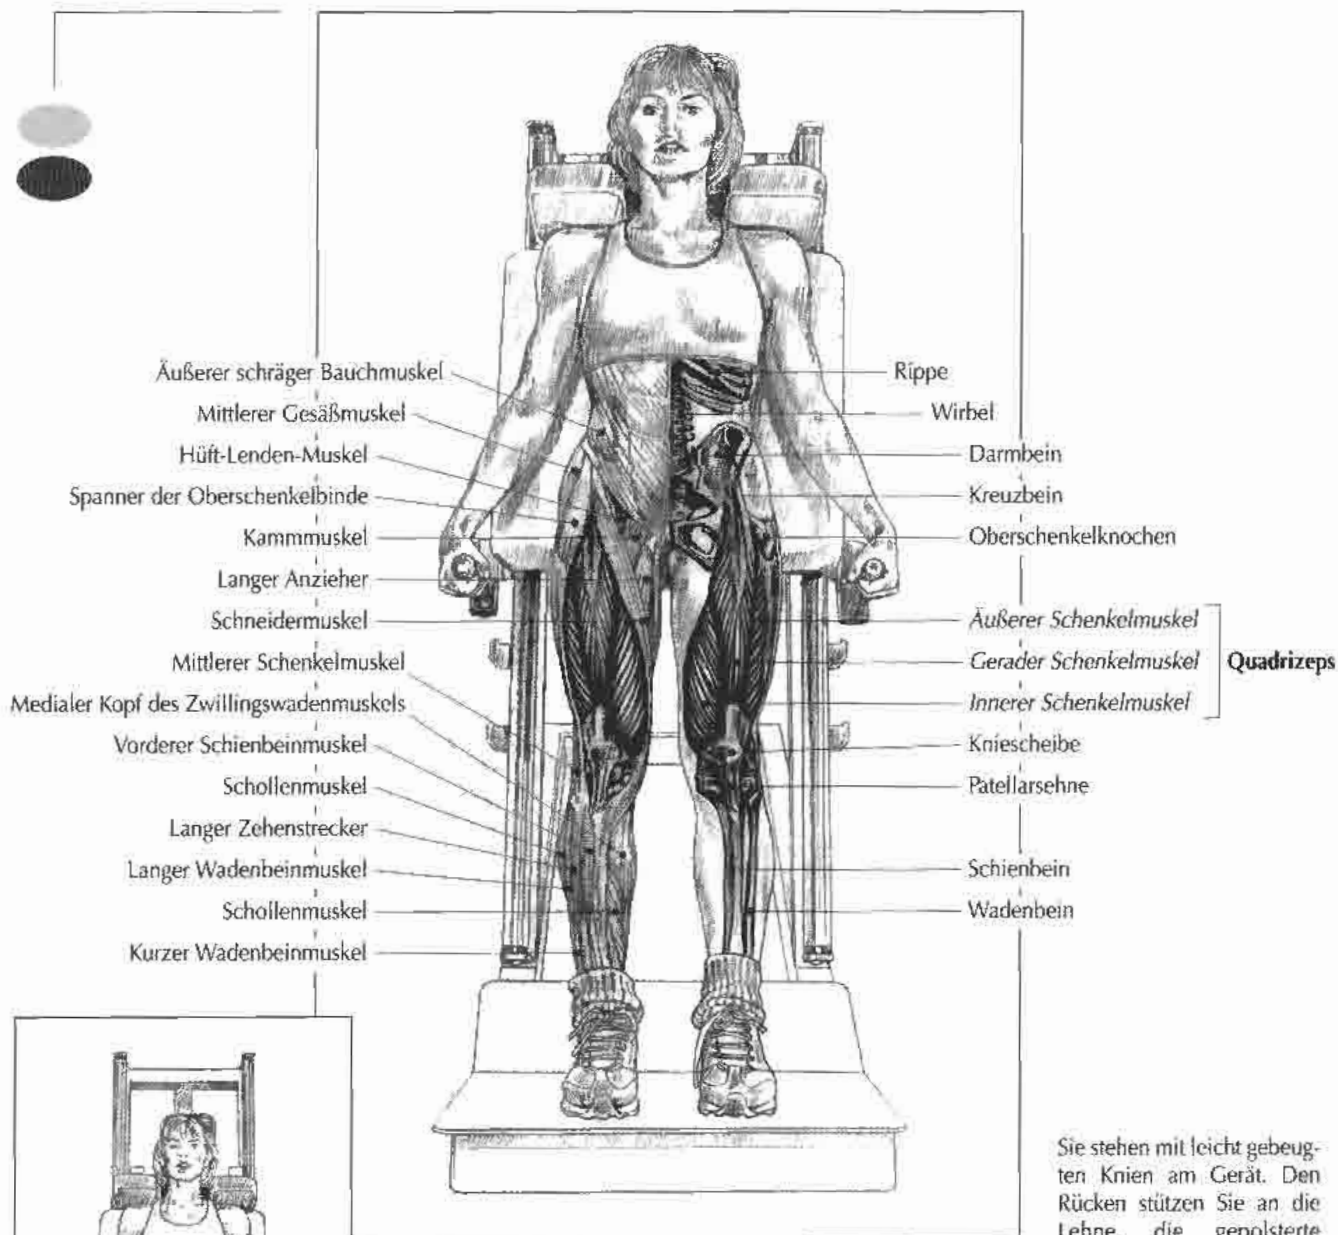 Äußerer schräger Bauchmuskel
Mittlerer Gesäßmuskel
Hüft-Lenden-Muskel
Spanner der Oberschenkelbinde
Kammmuskel
Langer Anzieher
Schneidermuskel
Mittlerer Schenkelmuskel
Medialer Kopf des Zwillingswadenmuskels
Vorderer Schienbeinmuskel
Schollenmuskel
Langer Zehenstrecker
Langer Wadenbeinmuskel
Schollenmuskel
Kurzer Wadenbeinmuskel
Rippe
Wirbel
Darmbein
Kreuzbein
Oberschenkelknochen
Äußerer Schenkelmuskel
Gerader Schenkelmuskel
Innerer Schenkelmuskel
Quadrizeps
Kniescheibe
Patellarsehne
Schienbein
Wadenbein
Sie stehen mit leicht gebeug-
ten Knien am Gerät. Den
Rücken stützen Sie an die
Lehne, die gepolsterte